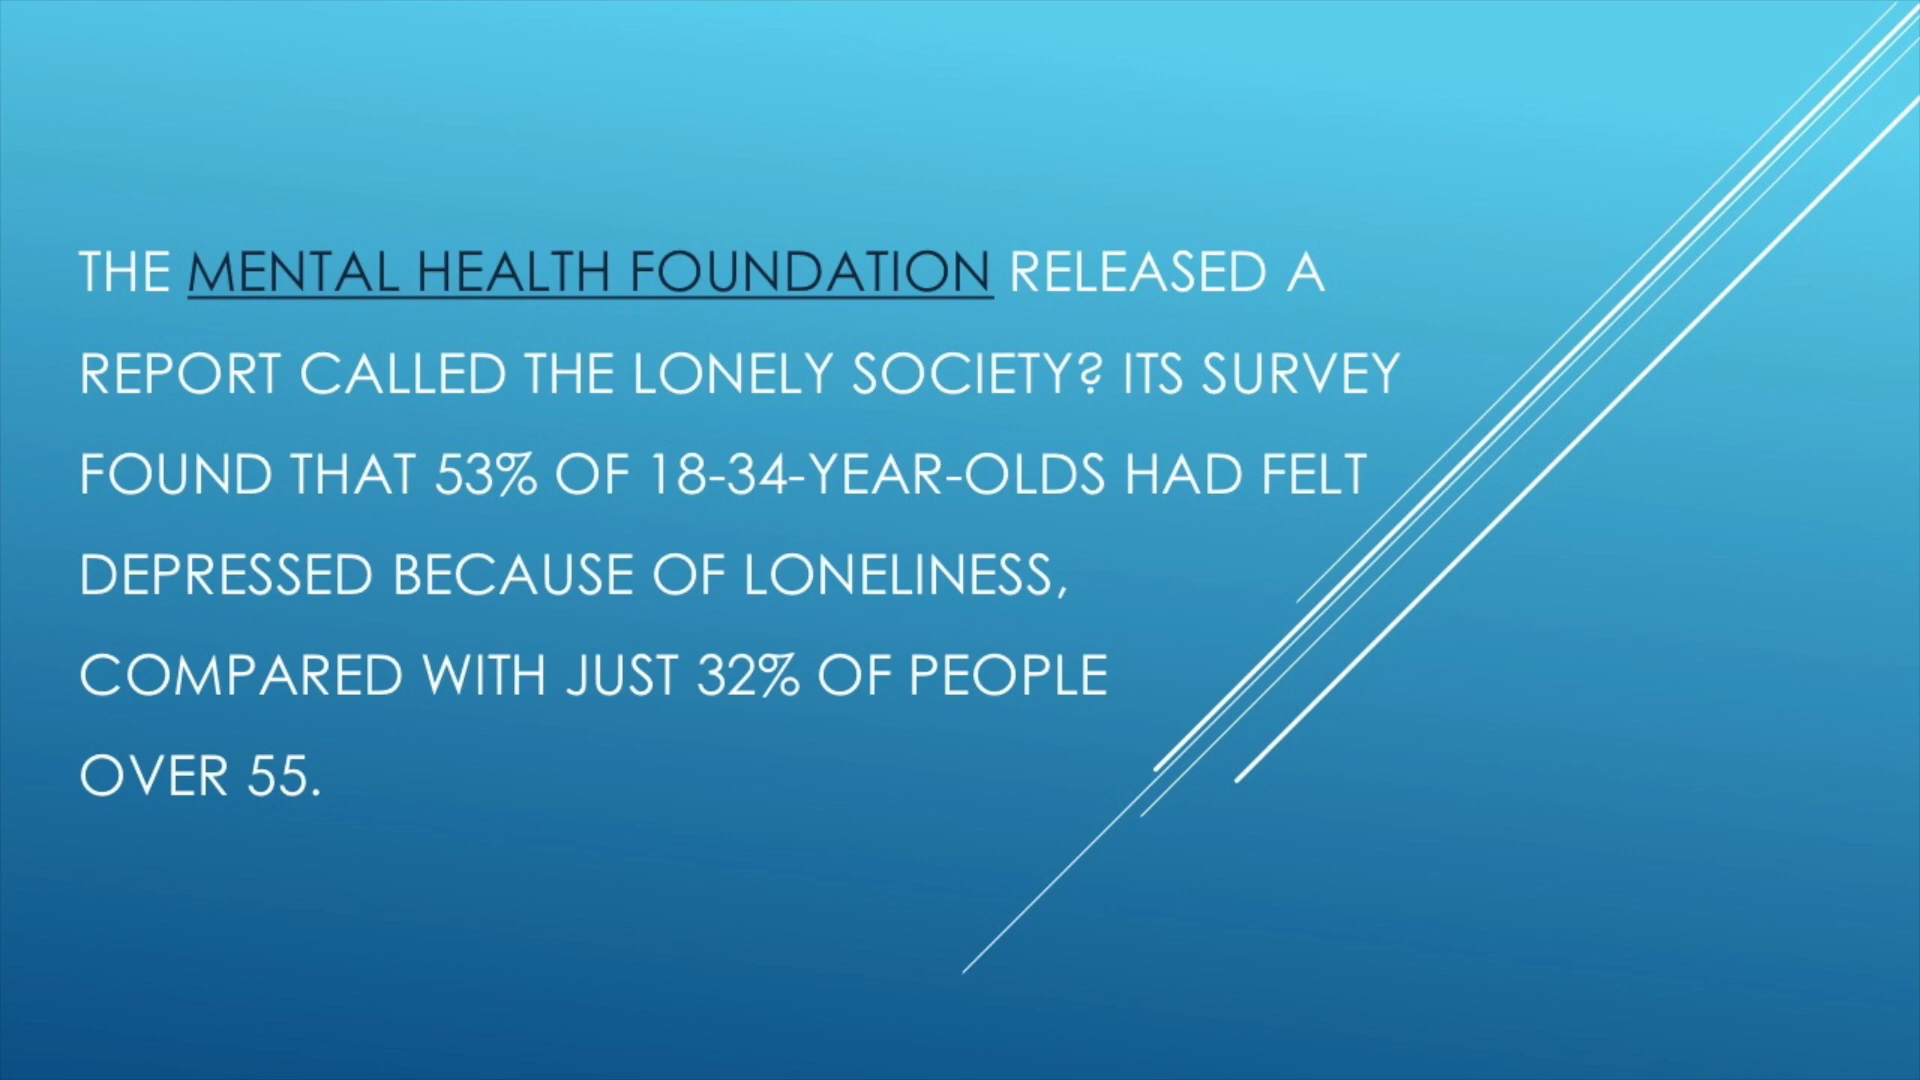 THE MENTAL HEALTH FOUNDATION RELEASED A
REPORT CALLED THE LONELY SOCIETY? ITS SURVEY
FOUND THAT 53% OF 18-34-YEAR-OLDS HAD FELT
DEPRESSED BECAUSE OF LONELINESS,
COMPARED WITH JUST 32% OF PEOPLE
OVER 55.